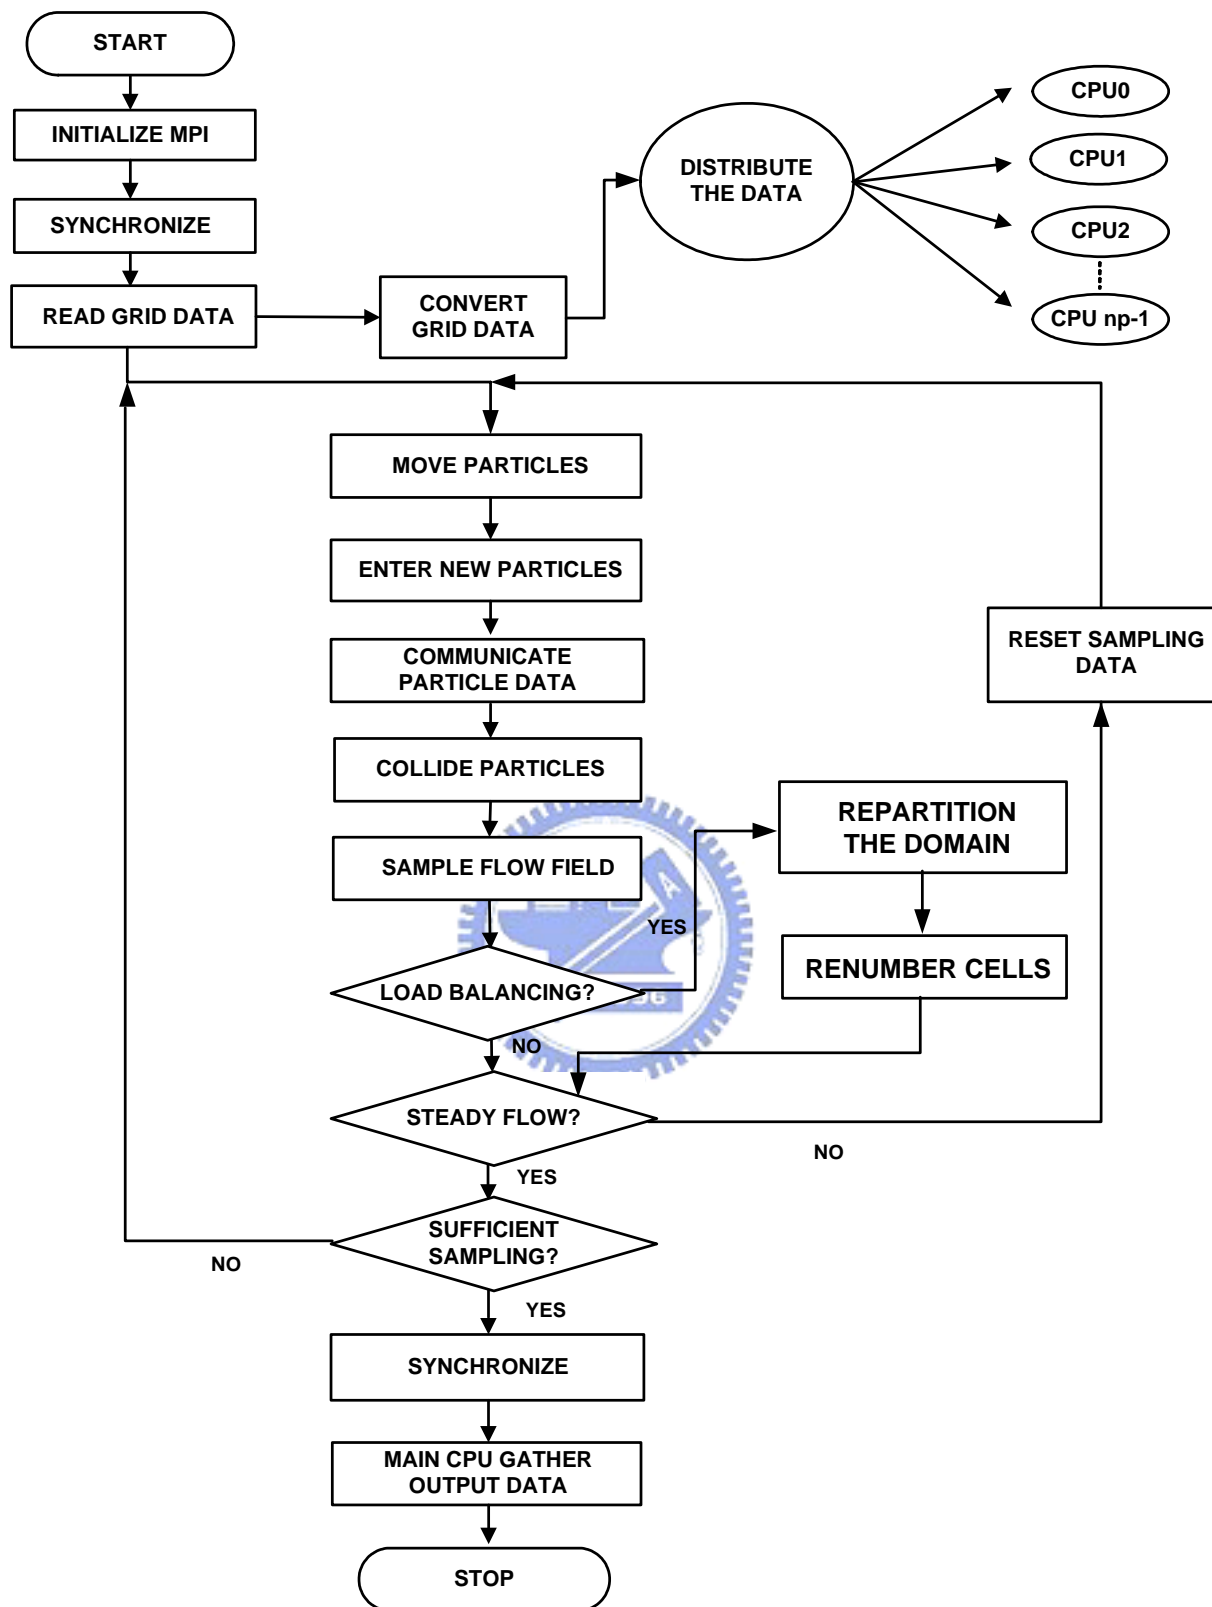 START
INITIALIZE MPI
SYNCHRONIZE
READ GRID DATA
CONVERT
GRID DATA
DISTRIBUTE
THE DATA
CPU0
CPU1
CPU2
CPU np-1
MOVE PARTICLES
ENTER NEW PARTICLES
COMMUNICATE
PARTICLE DATA
COLLIDE PARTICLES
SAMPLE FLOW FIELD
LOAD BALANCING?
YES
REPARTITION
THE DOMAIN
RENUMBER CELLS
RESET SAMPLING
DATA
NO
STEADY FLOW?
NO
YES
SUFFICIENT
SAMPLING?
NO
YES
SYNCHRONIZE
MAIN CPU GATHER
OUTPUT DATA
STOP